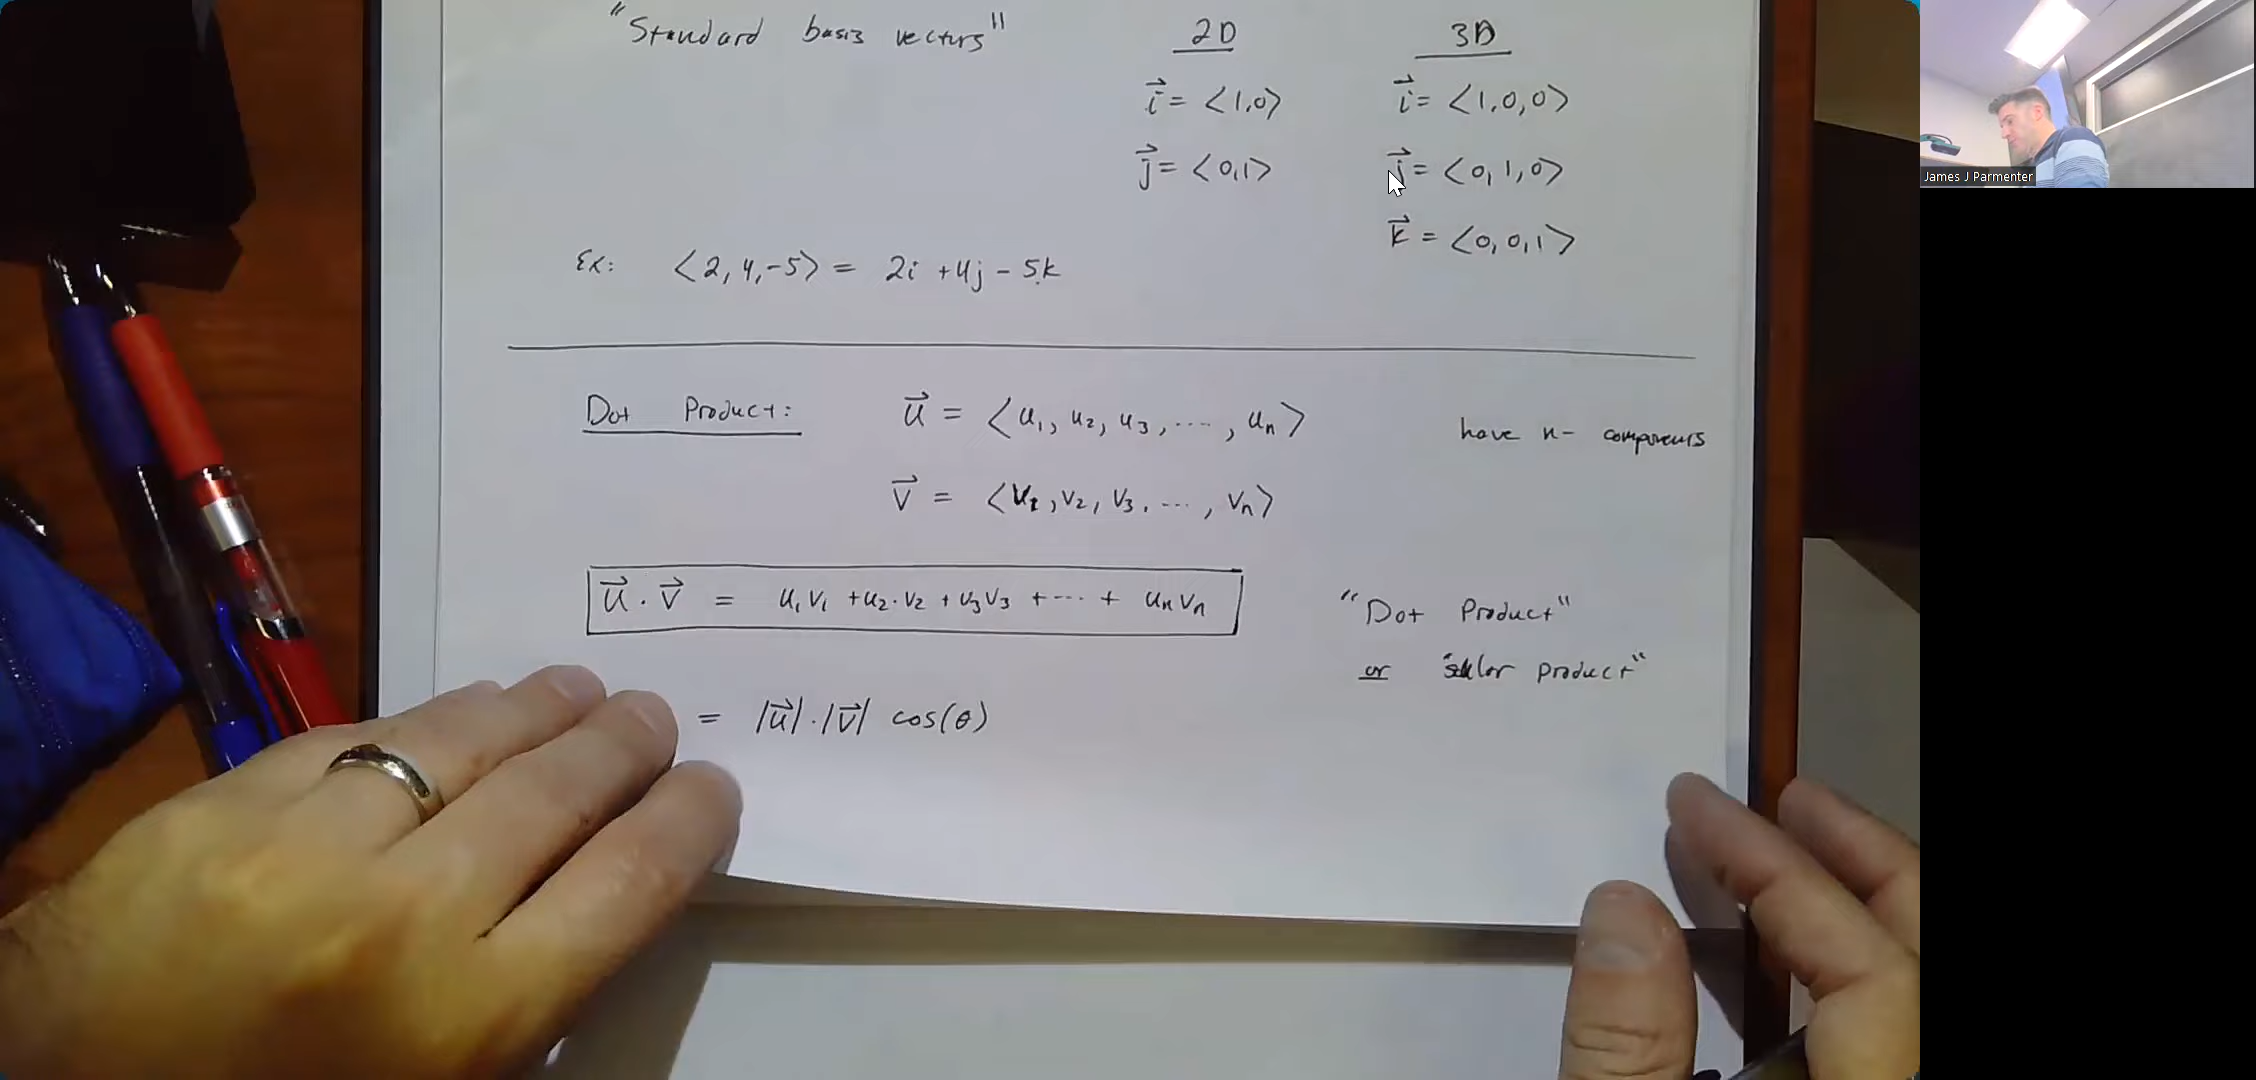 "Standard basis vectors" 2D 3D
i⃗ = <1,0> i⃗ = <1,0,0>
j⃗ = <0,1> j⃗ = <0,1,0>
k⃗ = <0,0,1>
Ex: <2,4,-5> = 2i +4j - 5k
Dot Product: u⃗ = <u₁, u₂, u₃, ...., uₙ> have n-
v⃗ = <v₁, v₂, v₃, ..., vₙ>
u⃗ · v⃗ = u₁v₁ + u₂·v₂ + u₃v₃ + ... + uₙvₙ
"Dot Product"
or product"
= |u⃗|·|v⃗| cos(θ)
James J Parmenter